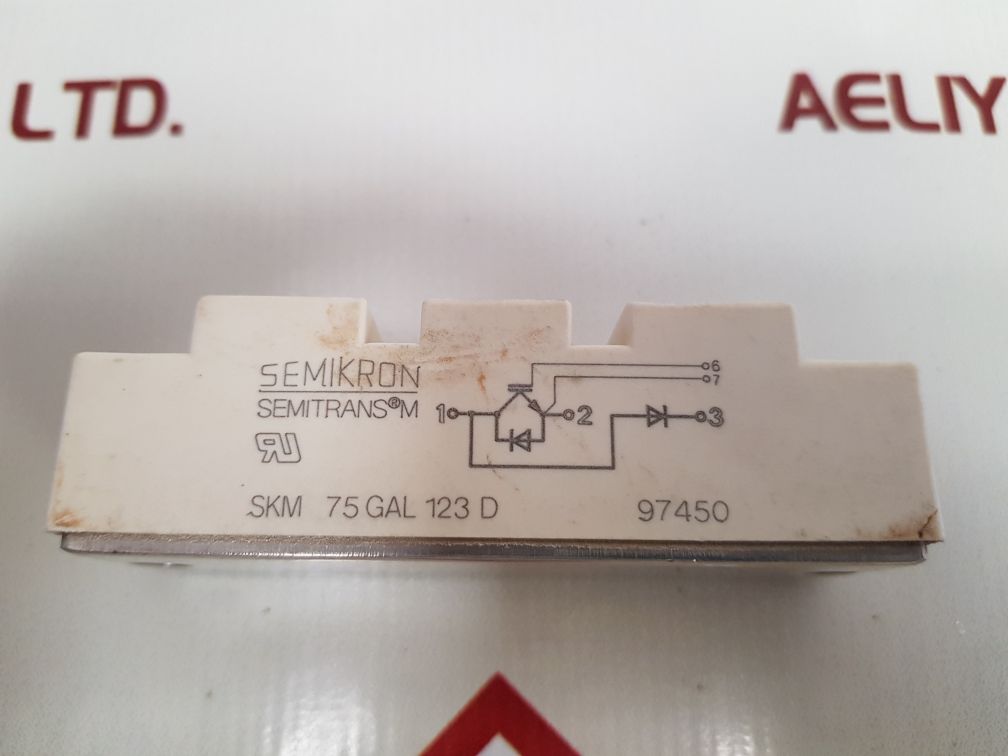 LTD.
AELIY
SEMIKRON
SEMITRANS®M
SKM 75 GAL 123 D
97450
1
2
3
6
7